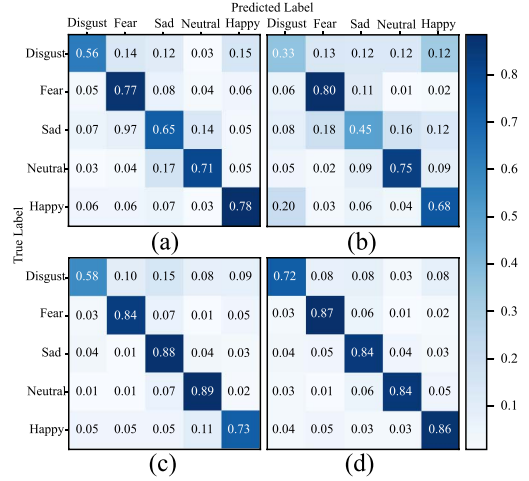 Predicted Label
Disgust Fear Sad Neutral Happy Disgust Fear Sad Neutral Happy
Disgust 0.56 0.14 0.12 0.03 0.15 0.33 0.13 0.12 0.12 0.12
Fear 0.05 0.77 0.08 0.04 0.06 0.06 0.80 0.11 0.01 0.02
Sad 0.07 0.97 0.65 0.14 0.05 0.08 0.18 0.45 0.16 0.12
Neutral 0.03 0.04 0.17 0.71 0.05 0.05 0.02 0.09 0.75 0.09
Happy 0.06 0.06 0.07 0.03 0.78 0.20 0.03 0.06 0.04 0.68
(a) (b)
True Label
Disgust 0.58 0.10 0.15 0.08 0.09 0.72 0.08 0.08 0.03 0.08
Fear 0.03 0.84 0.07 0.01 0.05 0.03 0.87 0.06 0.01 0.02
Sad 0.04 0.01 0.88 0.04 0.03 0.04 0.05 0.84 0.04 0.03
Neutral 0.01 0.01 0.07 0.89 0.02 0.03 0.01 0.06 0.84 0.05
Happy 0.05 0.05 0.05 0.11 0.73 0.04 0.05 0.03 0.03 0.86
(c) (d)
0.8
0.7
0.6
0.5
0.4
0.3
0.2
0.1